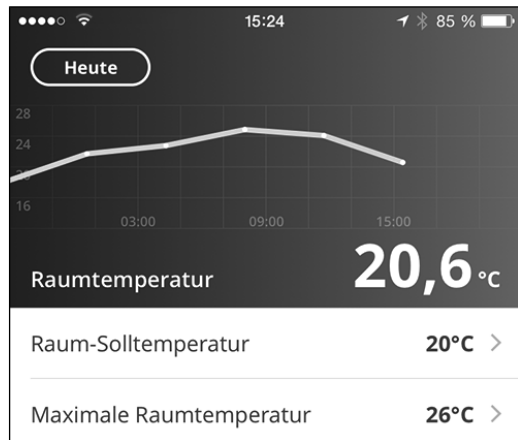 15:24 85 %
Heute
28
24
20
16
03:00 09:00 15:00
Raumtemperatur 20,6 °C
Raum-Solltemperatur 20°C
Maximale Raumtemperatur 26°C